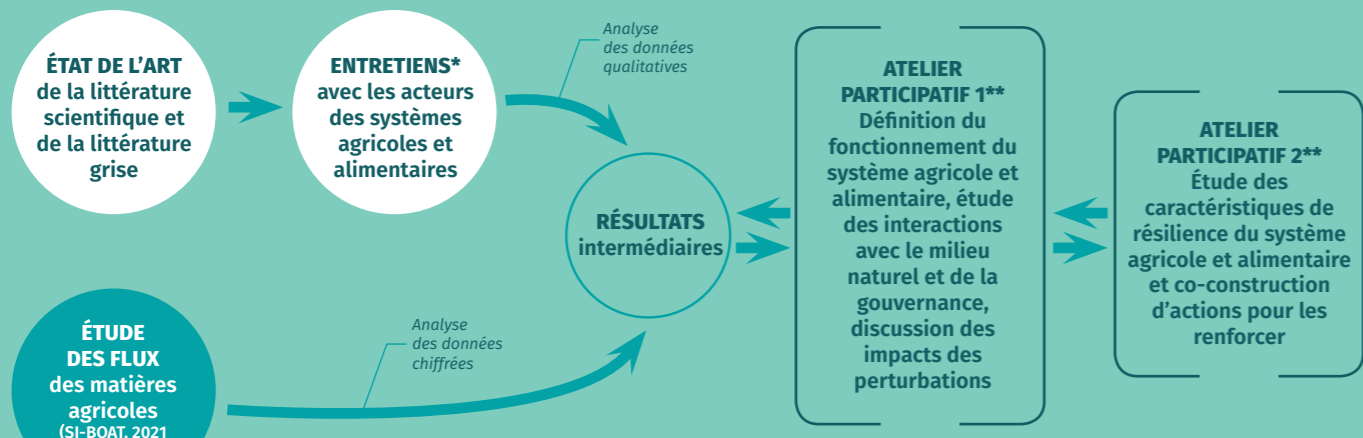 ÉTAT DE L’ART
de la littérature
scientifique et
de la littérature
grise
ENTRETIENS*
avec les acteurs
des systèmes
agricoles et
alimentaires
Analyse
des données
qualitatives
ÉTUDE
DES FLUX
des matières
agricoles
(SI-BOAT, 2021
Analyse
des données
chiffrées
RÉSULTATS
intermédiaires
ATELIER
PARTICIPATIF 1**
Définition du
fonctionnement du
système agricole et
alimentaire, étude
des interactions
avec le milieu
naturel et de la
gouvernance,
discussion des
impacts des
perturbations
ATELIER
PARTICIPATIF 2**
Étude des
caractéristiques de
résilience du système
agricole et alimentaire
et co-construction
d’actions pour les
renforcer